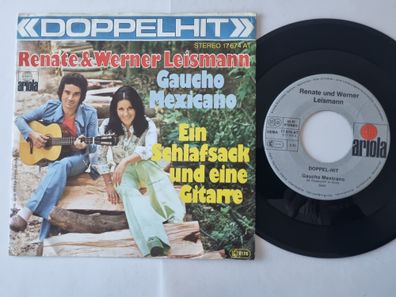 DOPPELHIT
STEREO 17 674 AT
Renate & Werner Leismann
ariola
Gaucho
Mexicano
Ein
Schlafsack
und eine
Gitarre
Renate und Werner
Leismann
ariola
DOPPEL-HIT
Gaucho Mexicano